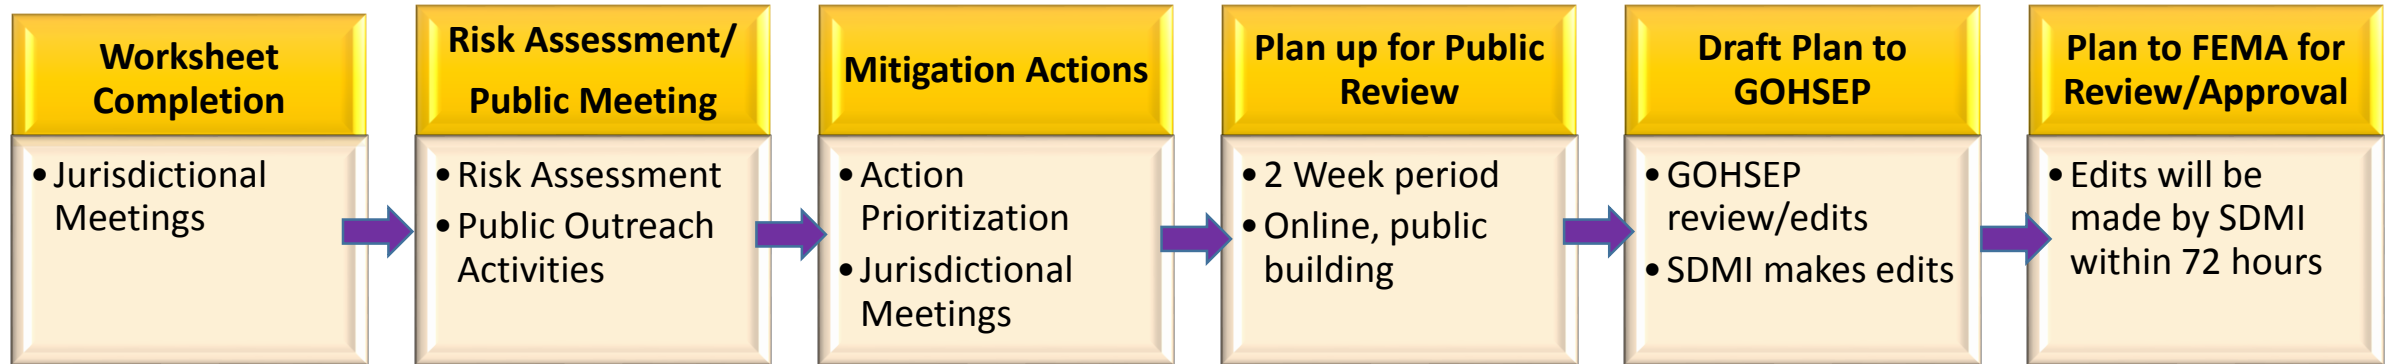 Worksheet
Completion
• Jurisdictional
Meetings
Risk Assessment/
Public Meeting
• Risk Assessment
• Public Outreach
Activities
Mitigation Actions
• Action
Prioritization
• Jurisdictional
Meetings
Plan up for Public
Review
• 2 Week period
• Online, public
building
Draft Plan to
GOHSEP
• GOHSEP
review/edits
• SDMI makes edits
Plan to FEMA for
Review/Approval
• Edits will be
made by SDMI
within 72 hours